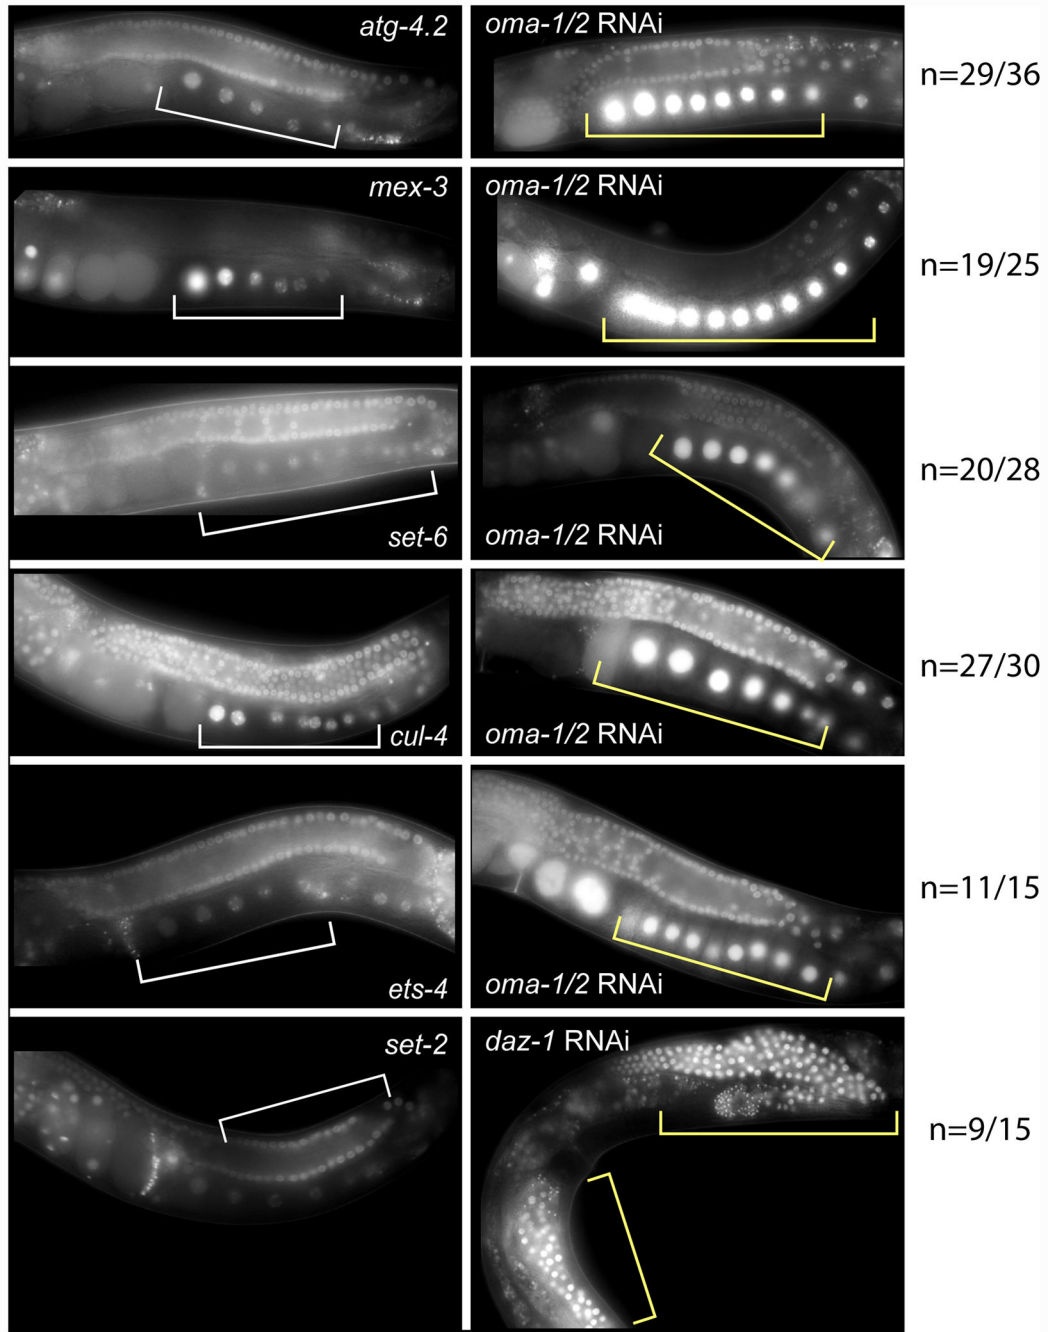 atg-4.2
oma-1/2 RNAi
n=29/36
mex-3
oma-1/2 RNAi
n=19/25
set-6
oma-1/2 RNAi
n=20/28
cul-4
oma-1/2 RNAi
n=27/30
ets-4
oma-1/2 RNAi
n=11/15
set-2
daz-1 RNAi
n=9/15